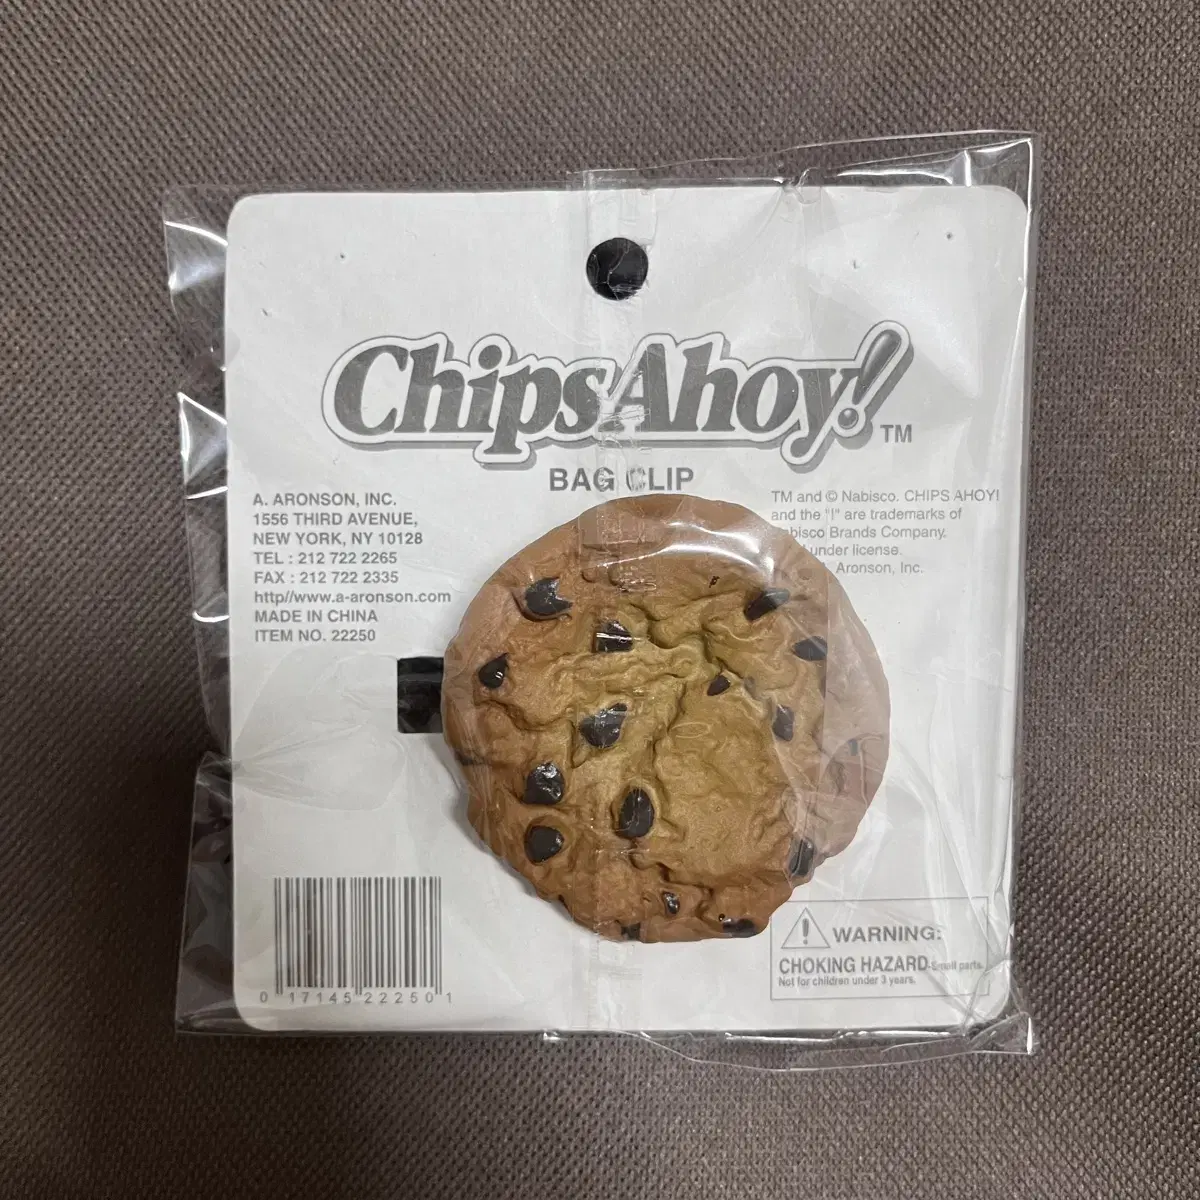 ChipsAhoy!™
BAG CLIP
A. ARONSON, INC.
1556 THIRD AVENUE,
NEW YORK, NY 10128
TEL : 212 722 2265
FAX : 212 722 2335
http//www.a-aronson.com
MADE IN CHINA
ITEM NO. 22250
TM and © Nabisco. CHIPS AHOY!
and the "!" are trademarks of
Brands Company.
under license.
Aronson, Inc.
0 17145 22250 1
WARNING:
CHOKING HAZARD-Small parts.
Not for children under 3 years.